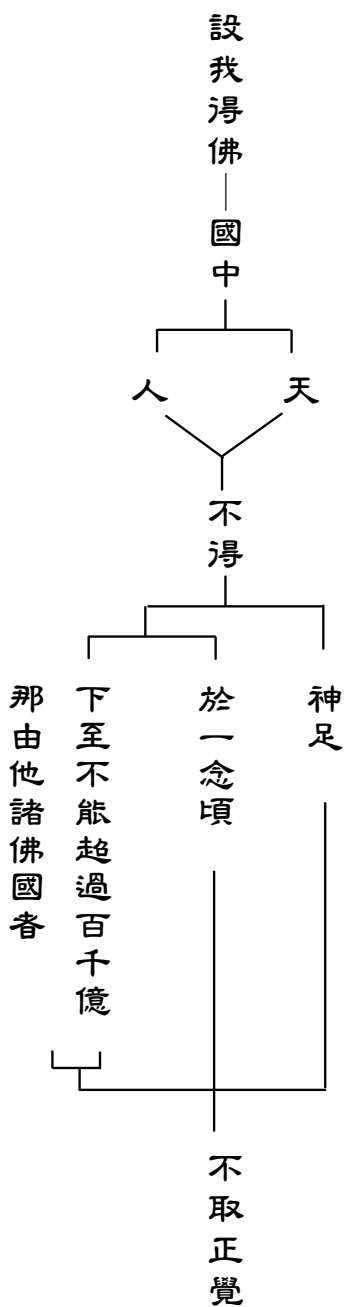 設我得佛
國中
天
人
不得
神足
於一念頃
下至不能超過百千億
那由他諸佛國者
不取正覺